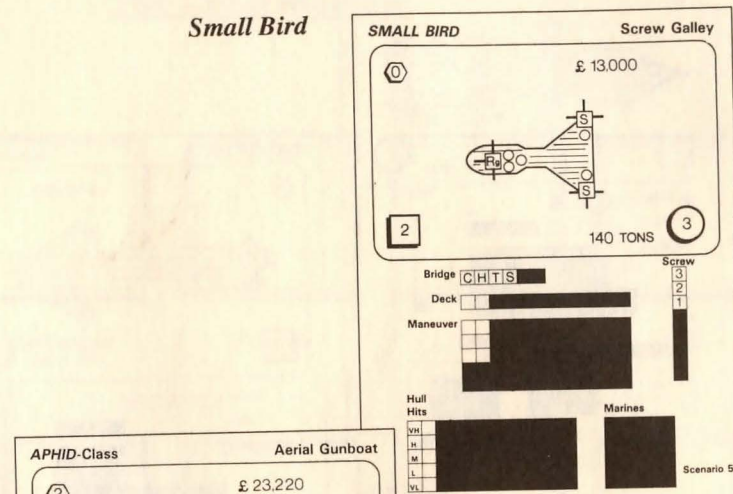 Small Bird
SMALL BIRD Screw Galley
0 £ 13,000
S
R9
S
2 140 TONS 3
Screw
Bridge C H T S 3
2
Deck 1
Maneuver
Hull
Hits Marines
VH
H
M
L Scenario 5
VL
APHID-Class Aerial Gunboat
£ 23,220